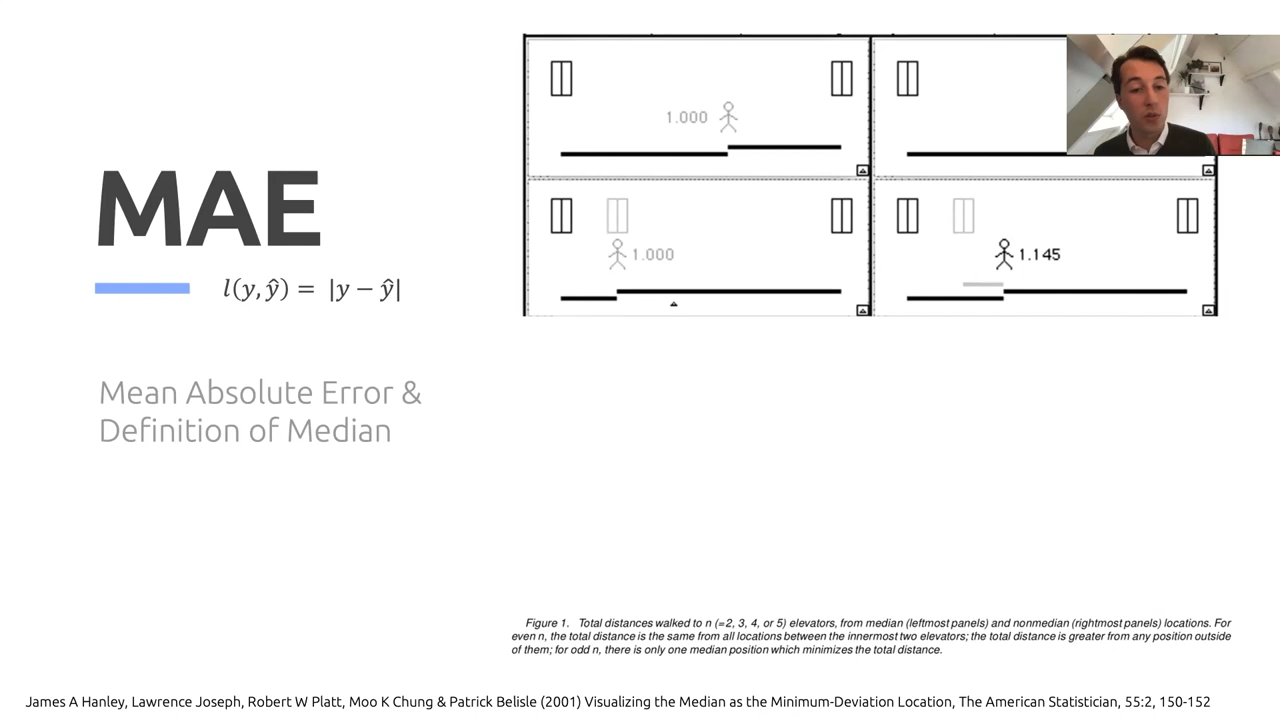 MAE
l(y, ŷ) = |y − ŷ|
Mean Absolute Error &
Definition of Median
1.000
1.000
1.145
Figure 1. Total distances walked to n (=2, 3, 4, or 5) elevators, from median (leftmost panels) and nonmedian (rightmost panels) locations. For
even n, the total distance is the same from all locations between the innermost two elevators; the total distance is greater from any position outside
of them; for odd n, there is only one median position which minimizes the total distance.
James A Hanley, Lawrence Joseph, Robert W Platt, Moo K Chung & Patrick Belisle (2001) Visualizing the Median as the Minimum-Deviation Location, The American Statistician, 55:2, 150-152